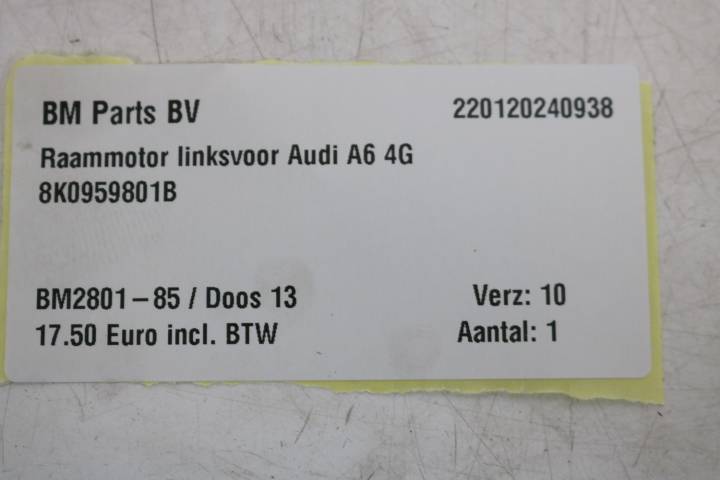 BM Parts BV 220120240938
Raammotor linksvoor Audi A6 4G
8K0959801B
BM2801-85 / Doos 13 Verz: 10
17.50 Euro incl. BTW Aantal: 1